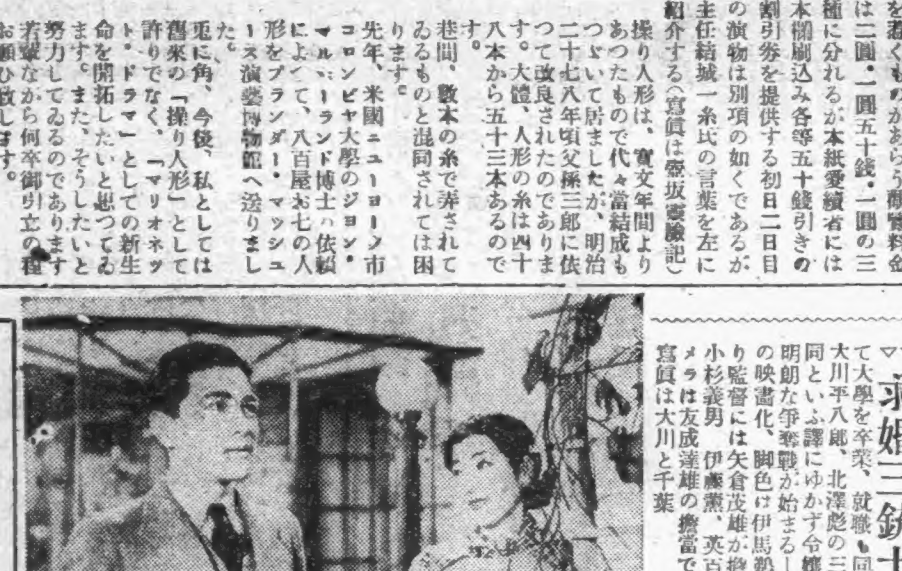 を惹くものがあらう
は二圓・一圓五十錢・一圓の三
種に分れるが本紙愛讀者には
本欄刷込み各等五十錢引きの
割引劵を提供する初日二日目
の演物は別項の如くであるが
主任結城一糸氏の言葉を左に
紹介する(寫眞は壺坂靈驗記)
操り人形は、寛文年間より
あつたもので代々當結成も
つゞいて居ましたが、明治
二十七八年頃父孫三郎に依
つて改良されたのでありま
す。大體、人形の糸は四十
八本から五十三本あるので
す。
巷間、數本の糸で弄されて
ゐるものと混同されては困
ります。
先年、米國ニューヨーク市
コロンビヤ大學のジヨン・
マルバーランド博士の依頼
によつて、八百屋お七の人
形をブランダー・マッシュ
ース演藝博物館へ送りまし
た。
兎に角、今後、私としては
舊來の「操り人形」として
許りでなく、「マリオネッ
ト・ドラマ」としての新生
命を開拓したいと思つてゐ
ます。また、そうしたいと
努力してゐるのであります
若輩ながら何卒御引立の程
お願ひ致します。
求婚三銃士
て大學を卒業、就職も同
大川平八郎、北澤彪の三
同といふ譯にゆかず令孃
明朗な爭奪戰が始まる
の映畫化、脚色は伊馬鵜
り監督には矢倉茂雄が
小杉義男 伊藤薫、英百
メラは友成達雄の擔當で
寫眞は大川と千葉